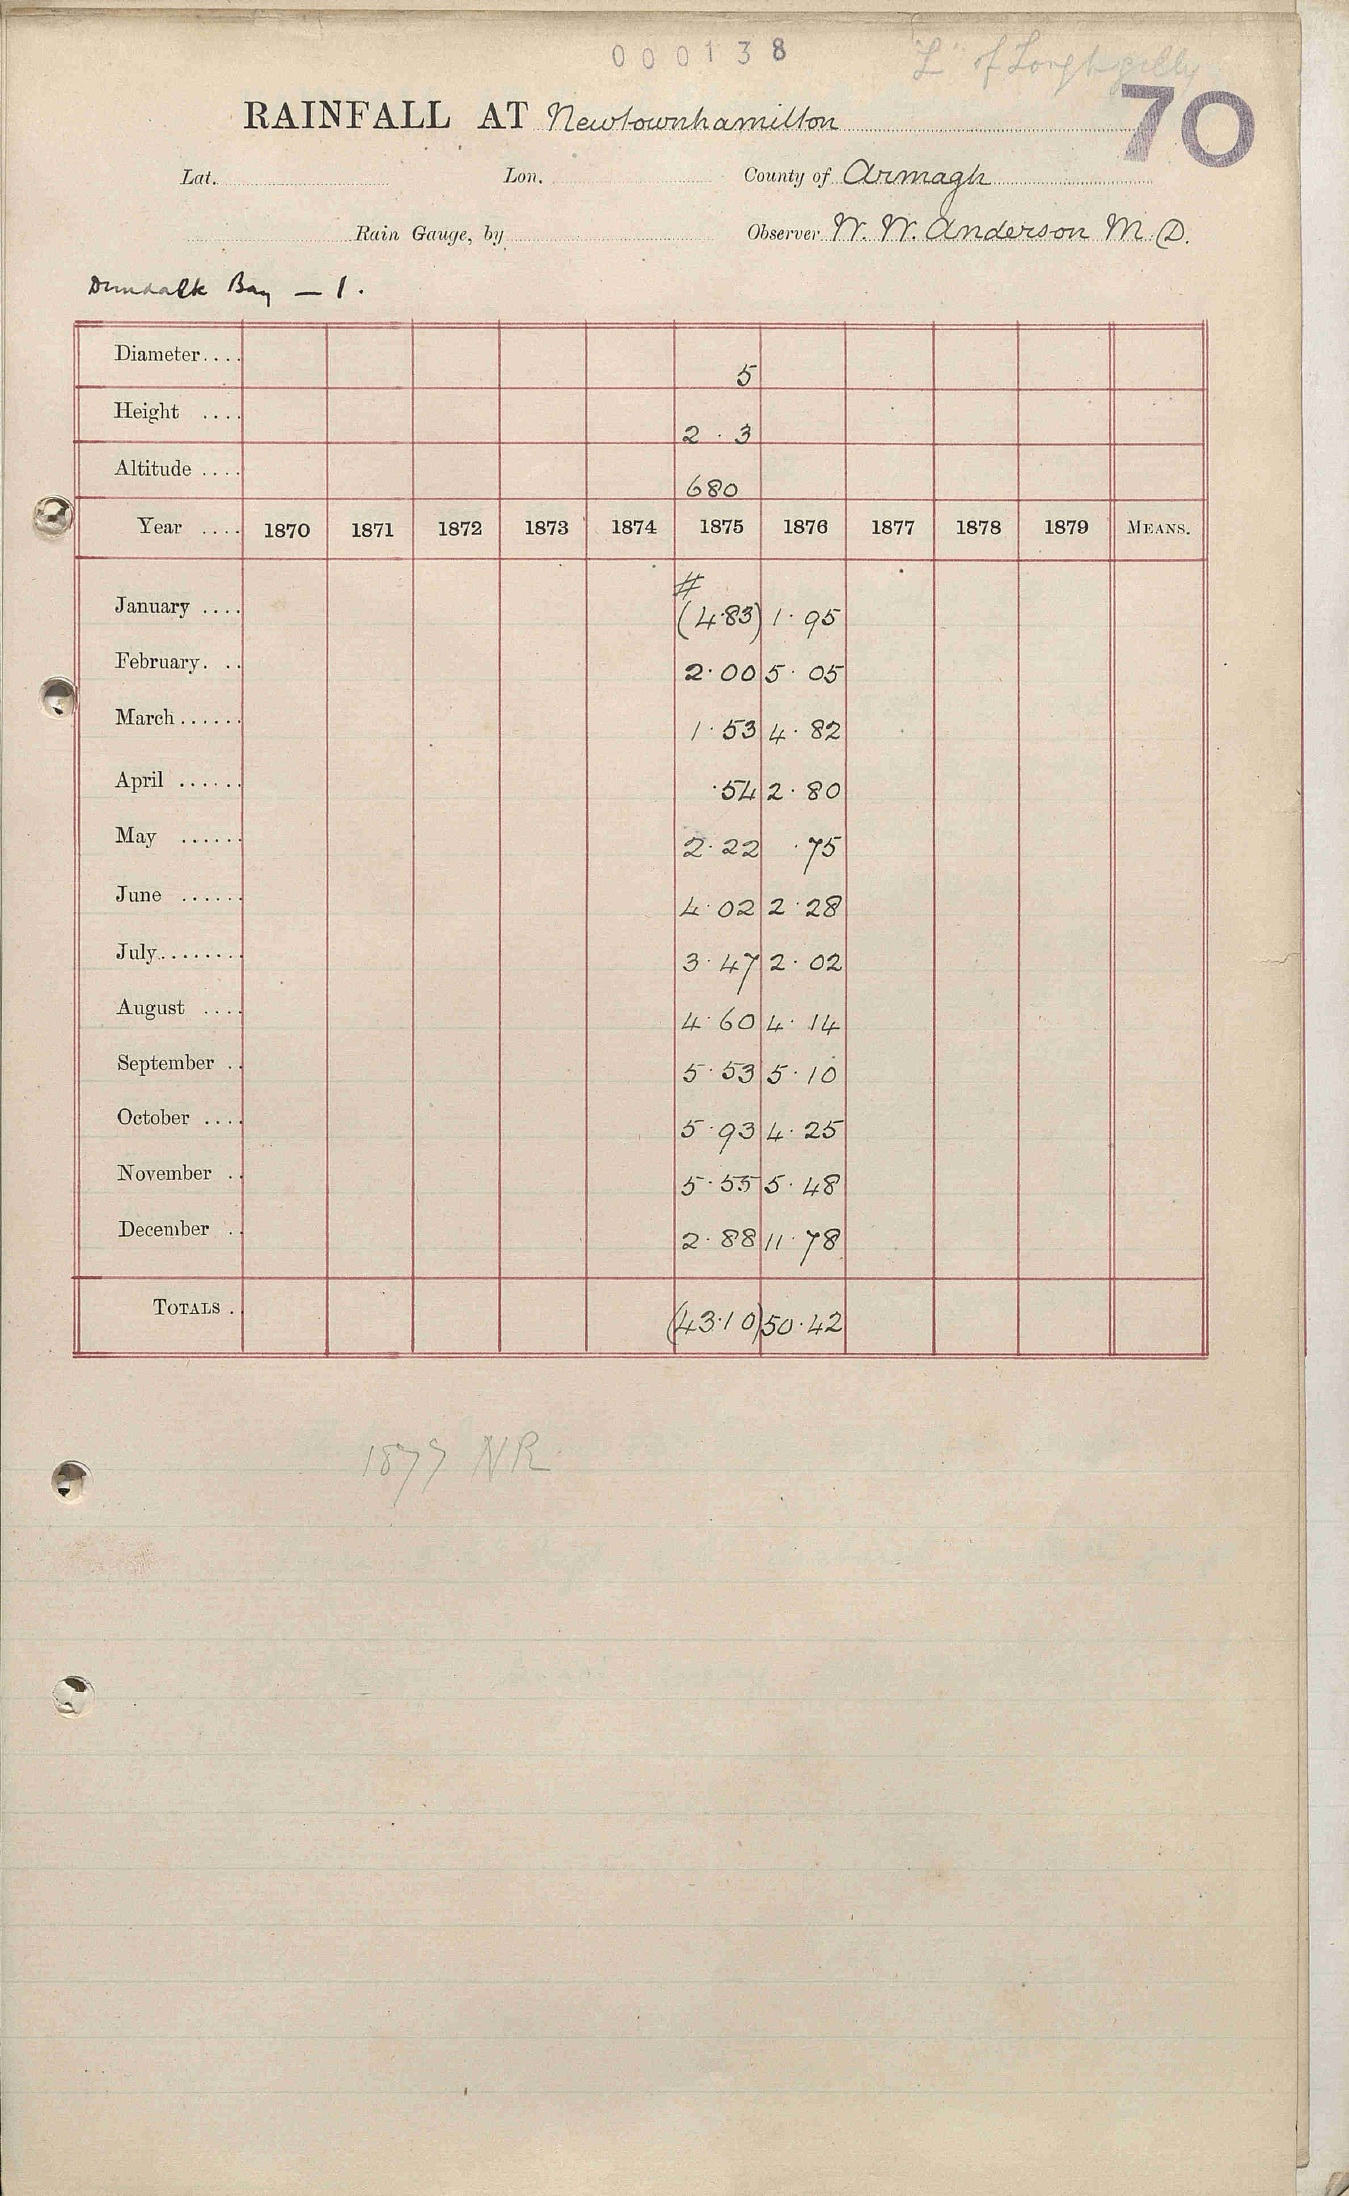 000138
"L" of Loughgilly
RAINFALL AT Newtownhamilton
70
Lat. Lon. County of Armagh
Rain Gauge, by Observer W. W. Anderson M.D.
Dundalk Bay — 1.
Diameter.... 5
Height .... 2 . 3
Altitude .... 680
Year .... 1870 1871 1872 1873 1874 1875 1876 1877 1878 1879 MEANS.
#
January .... (4.83) 1.95
February. .. 2.00 5.05
March...... 1.53 4.82
April ...... .54 2.80
May ...... 2.22 .75
June ...... 4.02 2.28
July........ 3.47 2.02
August .... 4.60 4.14
September .. 5.53 5.10
October .... 5.93 4.25
November .. 5.55 5.48
December .. 2.88 11.78
TOTALS .. (43.10) 50.42
1877 NR